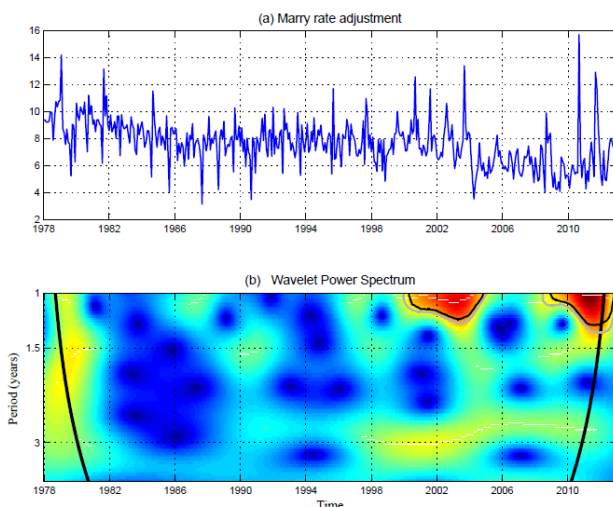 (a) Marry rate adjustment
16
14
12
10
8
6
4
2
1978 1982 1986 1990 1994 1998 2002 2006 2010
(b) Wavelet Power Spectrum
1
1.5
3
Period (years)
1978 1982 1986 1990 1994 1998 2002 2006 2010
Time